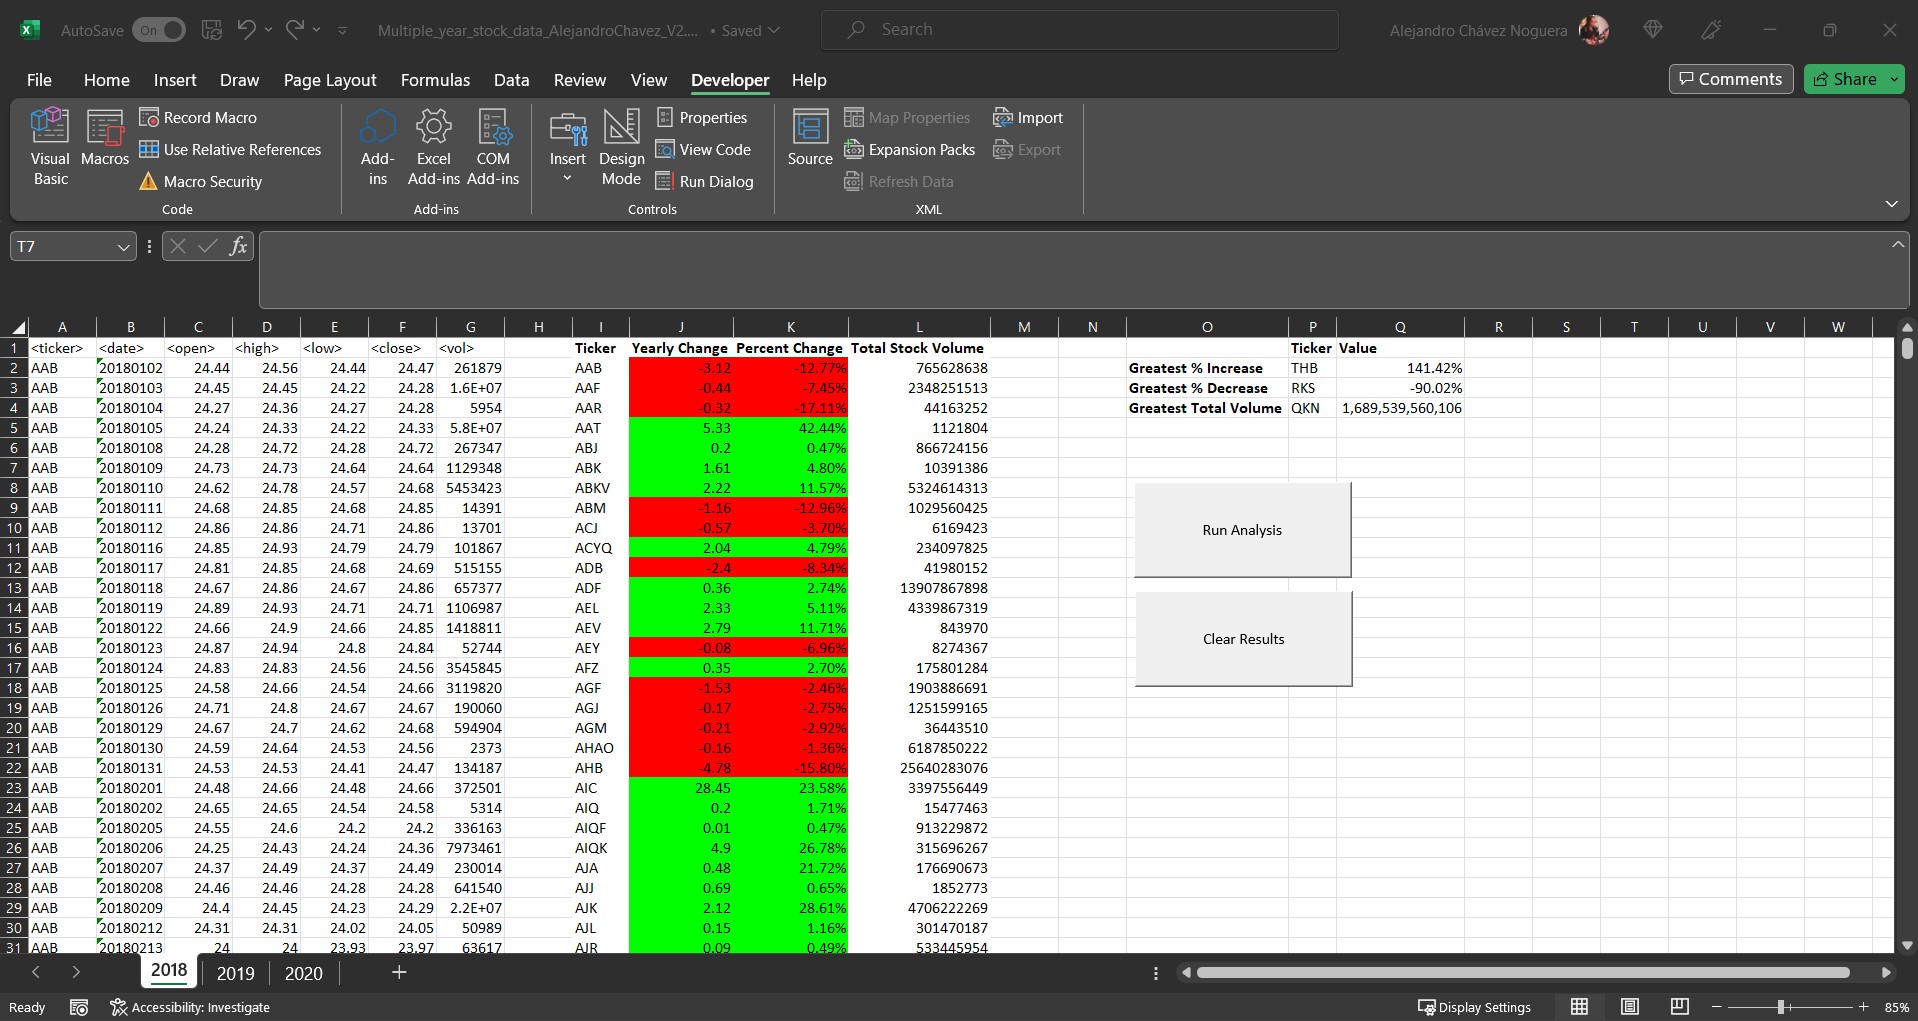 AutoSave On Multiple_year_stock_data_AlejandroChavez_V2.... • Saved Search Alejandro Chávez Noguera
File Home Insert Draw Page Layout Formulas Data Review View Developer Help Comments Share
Visual Basic Macros Record Macro Use Relative References Macro Security Code
Add-ins Excel Add-ins COM Add-ins Add-ins
Insert Design Mode Properties View Code Run Dialog Controls
Source Map Properties Expansion Packs Refresh Data Import Export XML
T7 fx
A B C D E F G H I J K L M N O P Q R S T U V W
1 <ticker> <date> <open> <high> <low> <close> <vol> Ticker Yearly Change Percent Change Total Stock Volume Ticker Value
2 AAB 20180102 24.44 24.56 24.44 24.47 261879 AAB -3.12 -12.77% 765628638 Greatest % Increase THB 141.42%
3 AAB 20180103 24.45 24.45 24.22 24.28 1.6E+07 AAF -0.44 -7.45% 2348251513 Greatest % Decrease RKS -90.02%
4 AAB 20180104 24.27 24.36 24.27 24.28 5954 AAR -0.32 -17.11% 44163252 Greatest Total Volume QKN 1,689,539,560,106
5 AAB 20180105 24.24 24.33 24.22 24.33 5.8E+07 AAT 5.33 42.44% 1121804
6 AAB 20180108 24.28 24.72 24.28 24.72 267347 ABJ 0.2 0.47% 866724156
7 AAB 20180109 24.73 24.73 24.64 24.64 1129348 ABK 1.61 4.80% 10391386
8 AAB 20180110 24.62 24.78 24.57 24.68 5453423 ABKV 2.22 11.57% 5324614313
9 AAB 20180111 24.68 24.85 24.68 24.85 14391 ABM -1.16 -12.96% 1029560425
10 AAB 20180112 24.86 24.86 24.71 24.86 13701 ACJ -0.57 -3.70% 6169423 Run Analysis
11 AAB 20180116 24.85 24.93 24.79 24.79 101867 ACYQ 2.04 4.79% 234097825
12 AAB 20180117 24.81 24.85 24.68 24.69 515155 ADB -2.4 -8.34% 41980152
13 AAB 20180118 24.67 24.86 24.67 24.86 657377 ADF 0.36 2.74% 13907867898
14 AAB 20180119 24.89 24.93 24.71 24.71 1106987 AEL 2.33 5.11% 4339867319
15 AAB 20180122 24.66 24.9 24.66 24.85 1418811 AEV 2.79 11.71% 843970 Clear Results
16 AAB 20180123 24.87 24.94 24.8 24.84 52744 AEY -0.08 -6.96% 8274367
17 AAB 20180124 24.83 24.83 24.56 24.56 3545845 AFZ 0.35 2.70% 175801284
18 AAB 20180125 24.58 24.66 24.54 24.66 3119820 AGF -1.53 -2.46% 1903886691
19 AAB 20180126 24.71 24.8 24.67 24.67 190060 AGJ -0.17 -2.75% 1251599165
20 AAB 20180129 24.67 24.7 24.62 24.68 594904 AGM -0.21 -2.92% 36443510
21 AAB 20180130 24.59 24.64 24.53 24.56 2373 AHAO -0.16 -1.36% 6187850222
22 AAB 20180131 24.53 24.53 24.41 24.47 134187 AHB -4.78 -15.80% 25640283076
23 AAB 20180201 24.48 24.66 24.48 24.66 372501 AIC 28.45 23.58% 3397556449
24 AAB 20180202 24.65 24.65 24.54 24.58 5314 AIQ 0.2 1.71% 15477463
25 AAB 20180205 24.55 24.6 24.2 24.2 336163 AIQF 0.01 0.47% 913229872
26 AAB 20180206 24.25 24.43 24.24 24.36 7973461 AIQK 4.9 26.78% 315696267
27 AAB 20180207 24.37 24.49 24.37 24.49 230014 AJA 0.48 21.72% 176690673
28 AAB 20180208 24.46 24.46 24.28 24.28 641540 AJJ 0.69 0.65% 1852773
29 AAB 20180209 24.4 24.45 24.23 24.29 2.2E+07 AJK 2.12 28.61% 4706222269
30 AAB 20180212 24.31 24.31 24.02 24.05 50989 AJL 0.15 1.16% 301470187
31 AAB 20180213 24 24 23.93 23.97 63617 AJR 0.09 0.49% 533445954
2018 2019 2020
Ready Accessibility: Investigate Display Settings 85%